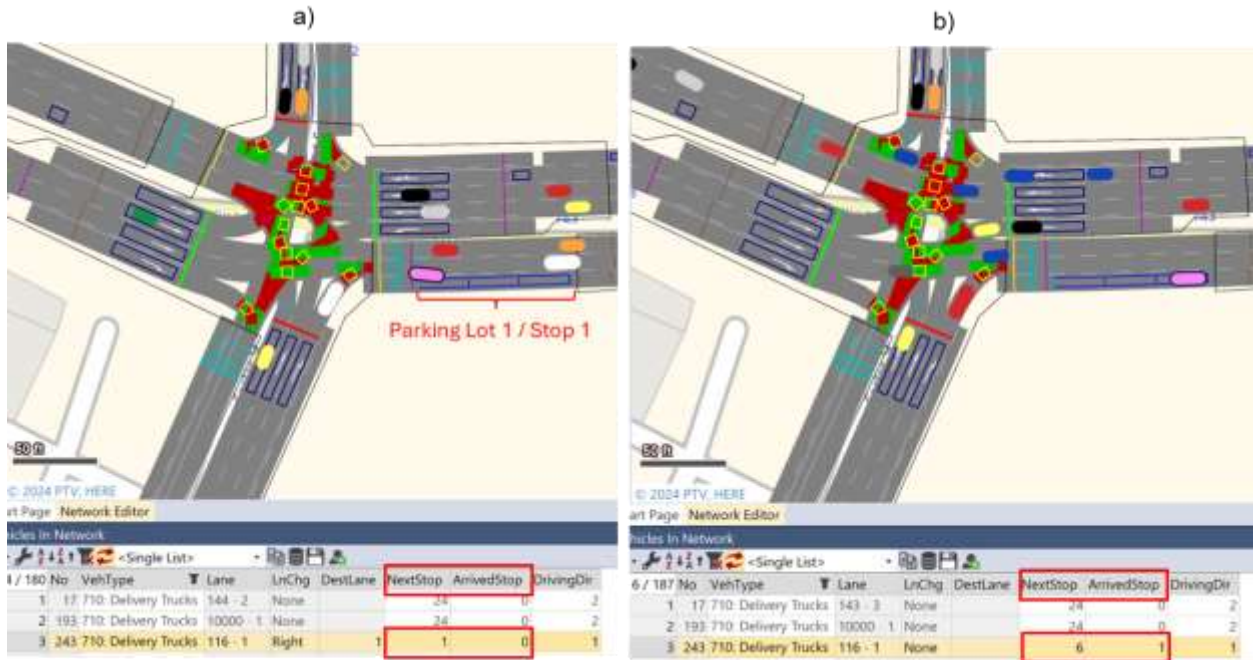 a)
b)
Parking Lot 1 / Stop 1
50 ft
50 ft
© 2024 PTV, HERE
© 2024 PTV, HERE
rt Page Network Editor
art Page Network Editor
hicles In Network
hicles In Network
<Single List>
<Single List>
4 / 180 No VehType Lane LnChg DestLane NextStop ArrivedStop DrivingDir
1 17 710: Delivery Trucks 144 - 2 None 24 0 2
2 193 710: Delivery Trucks 10000 1 None 24 0 2
3 243 710: Delivery Trucks 116 - 1 Right 1 1 0 1
6 / 187 No VehType Lane LnChg DestLane NextStop ArrivedStop DrivingDir
1 17 710: Delivery Trucks 143 - 3 None 24 0 2
2 193 710: Delivery Trucks 10000 1 None 24 0 2
3 243 710: Delivery Trucks 116 - 1 None 6 1 1